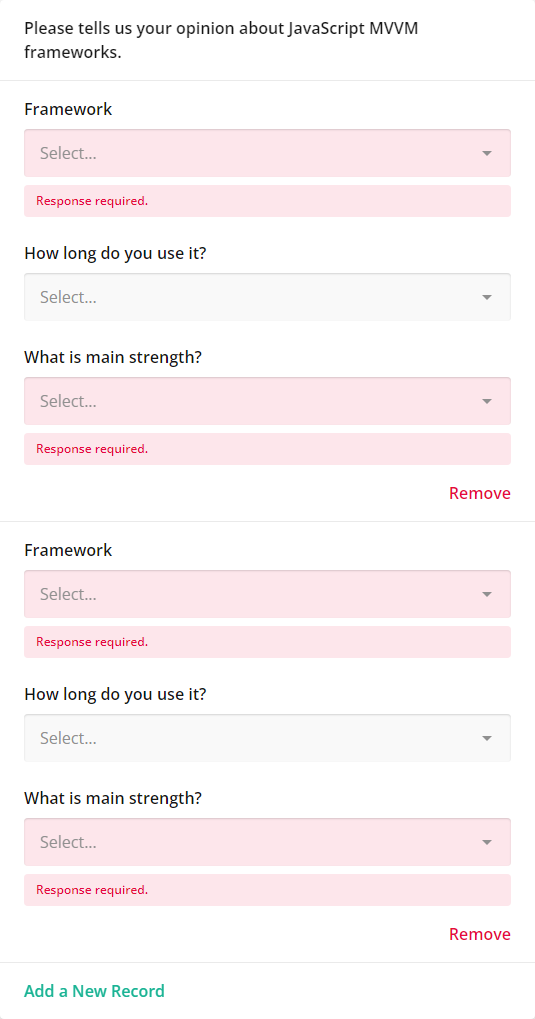 Please tells us your opinion about JavaScript MVVM
frameworks.
Framework
Select...
Response required.
How long do you use it?
Select...
What is main strength?
Select...
Response required.
Remove
Framework
Select...
Response required.
How long do you use it?
Select...
What is main strength?
Select...
Response required.
Remove
Add a New Record